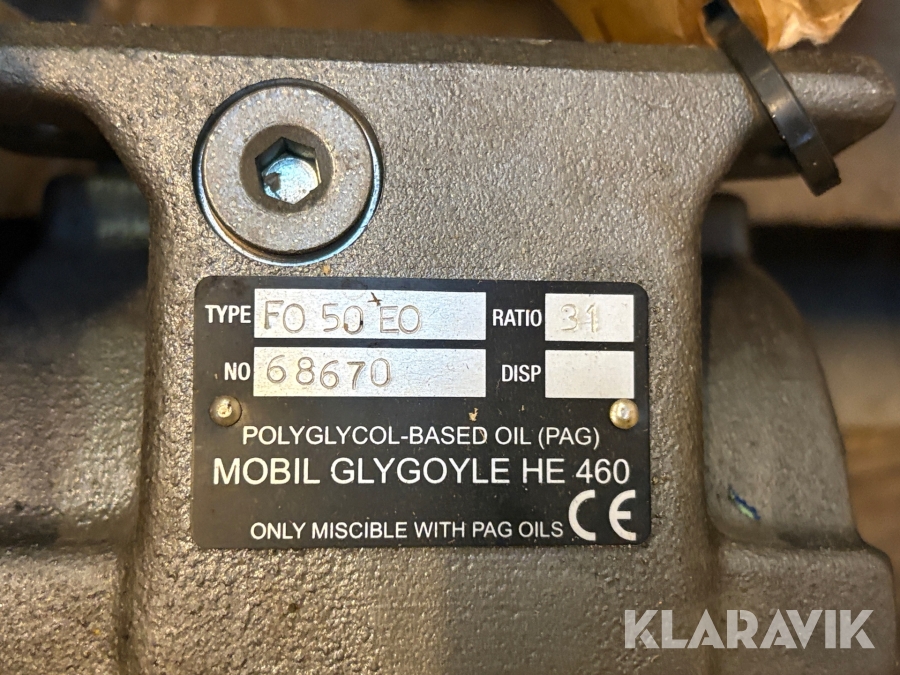 TYPE FO 50 EO RATIO 31
NO 68670 DISP
POLYGLYCOL-BASED OIL (PAG)
MOBIL GLYGOYLE HE 460
ONLY MISCIBLE WITH PAG OILS CE
KLARAVIK